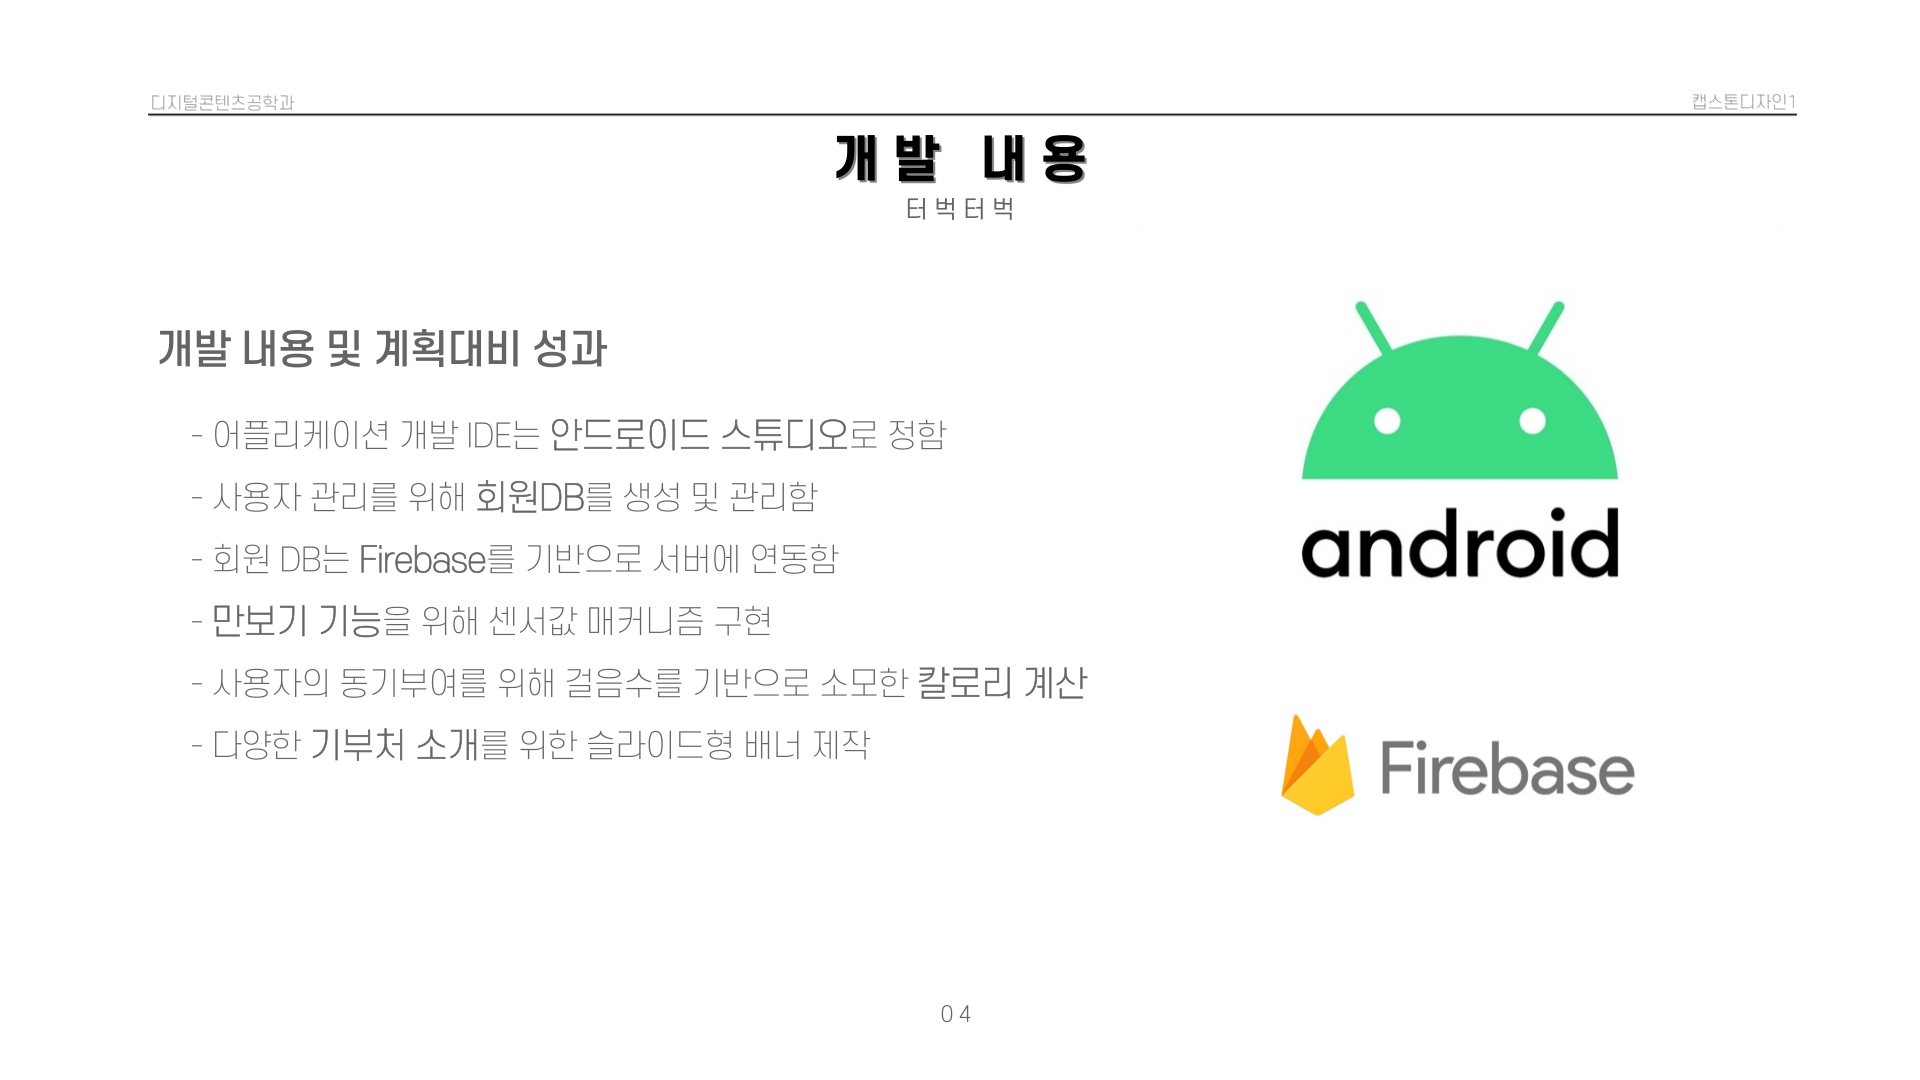 디지털콘텐츠공학과
캡스톤디자인1
개발 내용
터벅터벅
개발 내용 및 계획대비 성과
- 어플리케이션 개발 IDE는 안드로이드 스튜디오로 정함
- 사용자 관리를 위해 회원DB를 생성 및 관리함
- 회원 DB는 Firebase를 기반으로 서버에 연동함
- 만보기 기능을 위해 센서값 매커니즘 구현
- 사용자의 동기부여를 위해 걸음수를 기반으로 소모한 칼로리 계산
- 다양한 기부처 소개를 위한 슬라이드형 배너 제작
android
Firebase
04